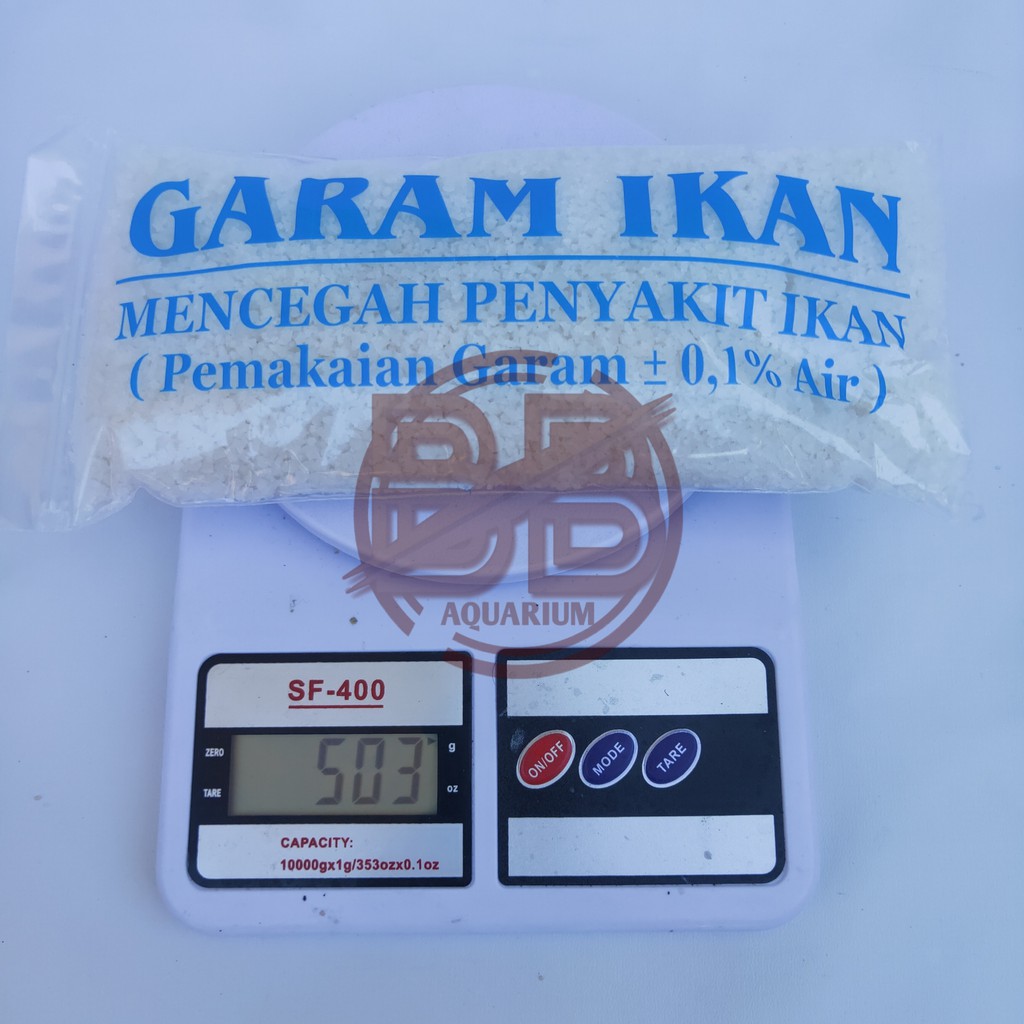 GARAM IKAN
MENCEGAH PENYAKIT IKAN
( Pemakaian Garam ± 0,1% Air )
BB
AQUARIUM
SF-400
ZERO
503 g
TARE
oz
CAPACITY:
10000gx1g/353ozx0.1oz
ON/OFF
MODE
TARE